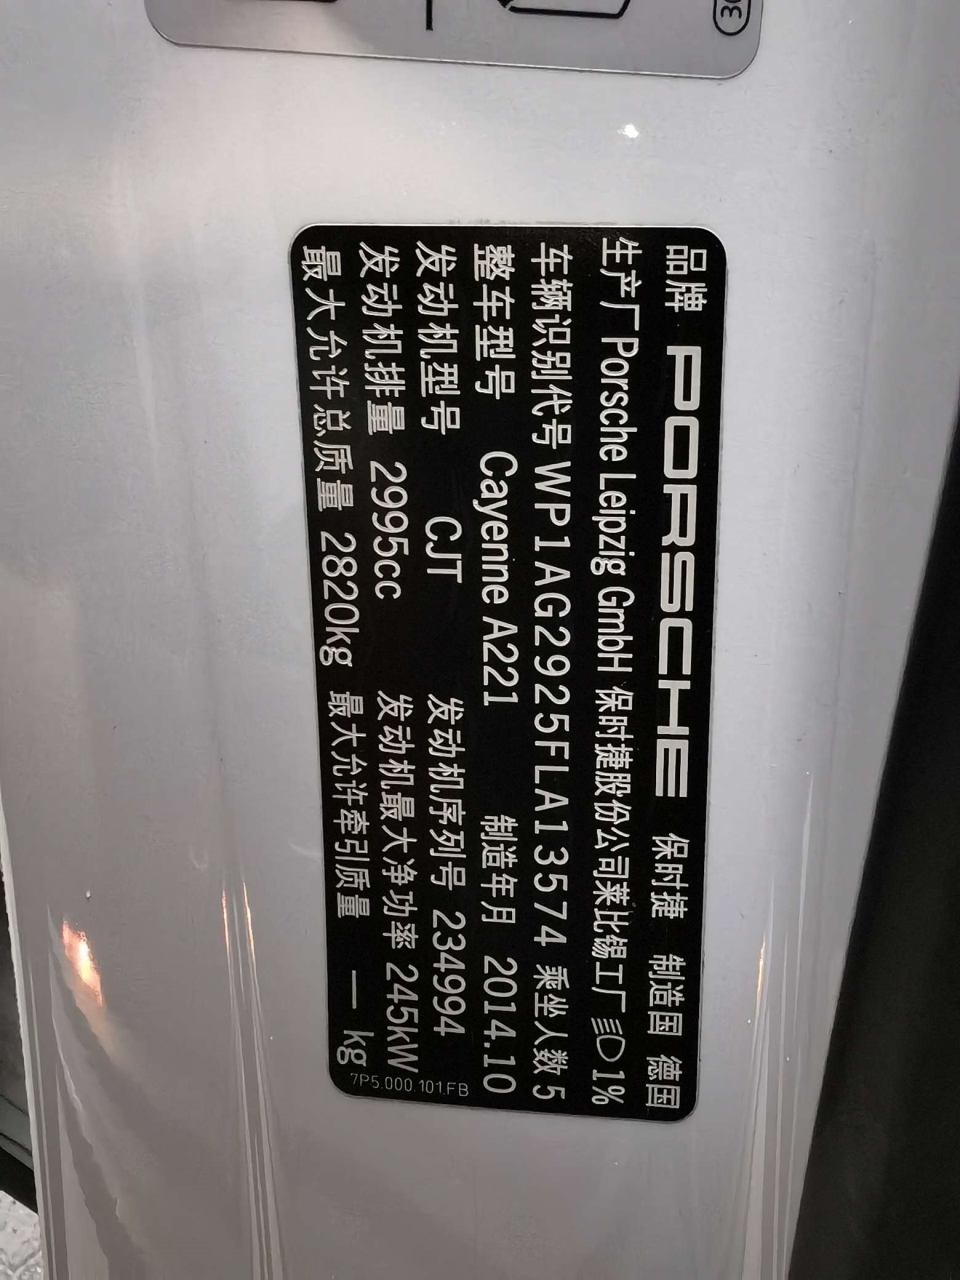 品牌 PORSCHE 保时捷 制造国 德国
生产厂 Porsche Leipzig GmbH 保时捷股份公司莱比锡工厂 1%
车辆识别代号 WP1AG2925FLA13574 乘坐人数 5
整车型号 Cayenne A221 制造年月 2014.10
发动机型号 CJT 发动机序列号 234994
发动机排量 2995cc 发动机最大净功率 245kW
最大允许总质量 2820kg 最大允许牵引质量 — kg
7P5.000.101.FB